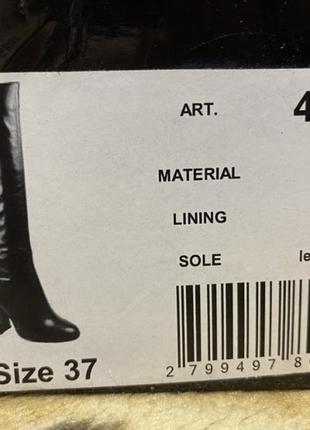 ART. 4
MATERIAL
LINING
SOLE le
Size 37
2 799497 8